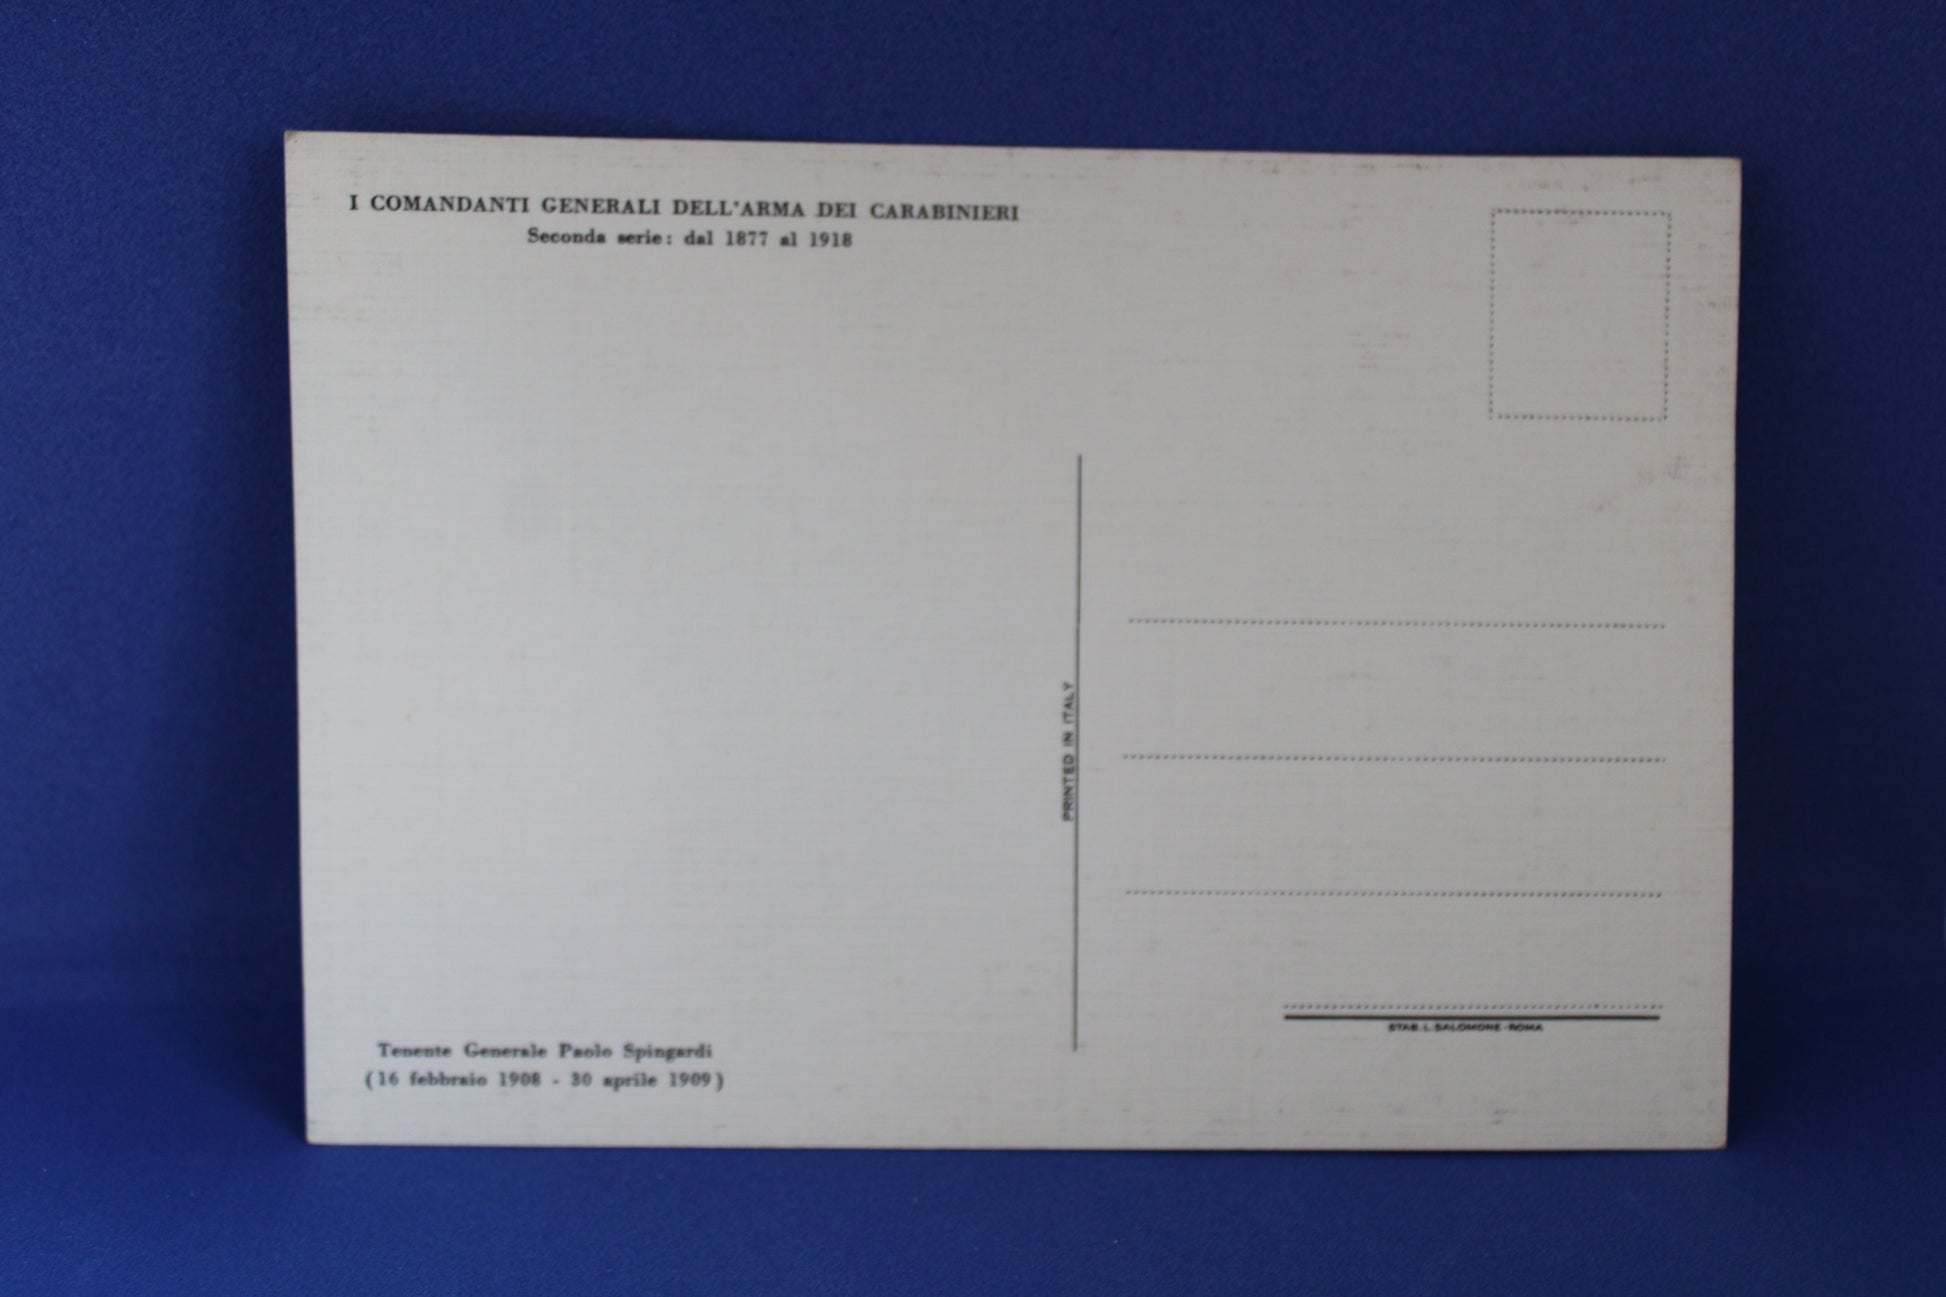 I COMANDANTI GENERALI DELL'ARMA DEI CARABINIERI
Seconda serie: dal 1877 al 1918
PRINTED IN ITALY
STAB. L. SALOMONE - ROMA
Tenente Generale Paolo Spingardi
(16 febbraio 1908 - 30 aprile 1909)